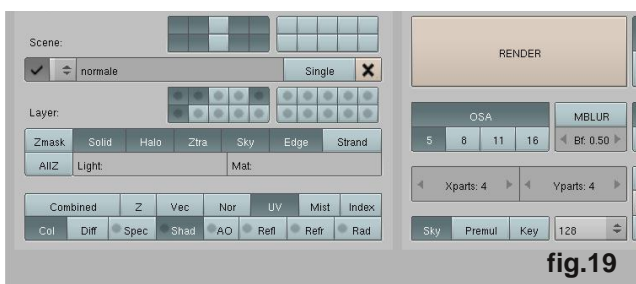 Scene:
normale Single
Layer:
Zmask Solid Halo Ztra Sky Edge Strand
AllZ Light: Mat:
Combined Z Vec Nor UV Mist Index
Col Diff Spec Shad AO Refl Refr Rad
RENDER
OSA MBLUR
5 8 11 16 Bf: 0.50
Xparts: 4 Yparts: 4
Sky Premul Key 128
fig.19